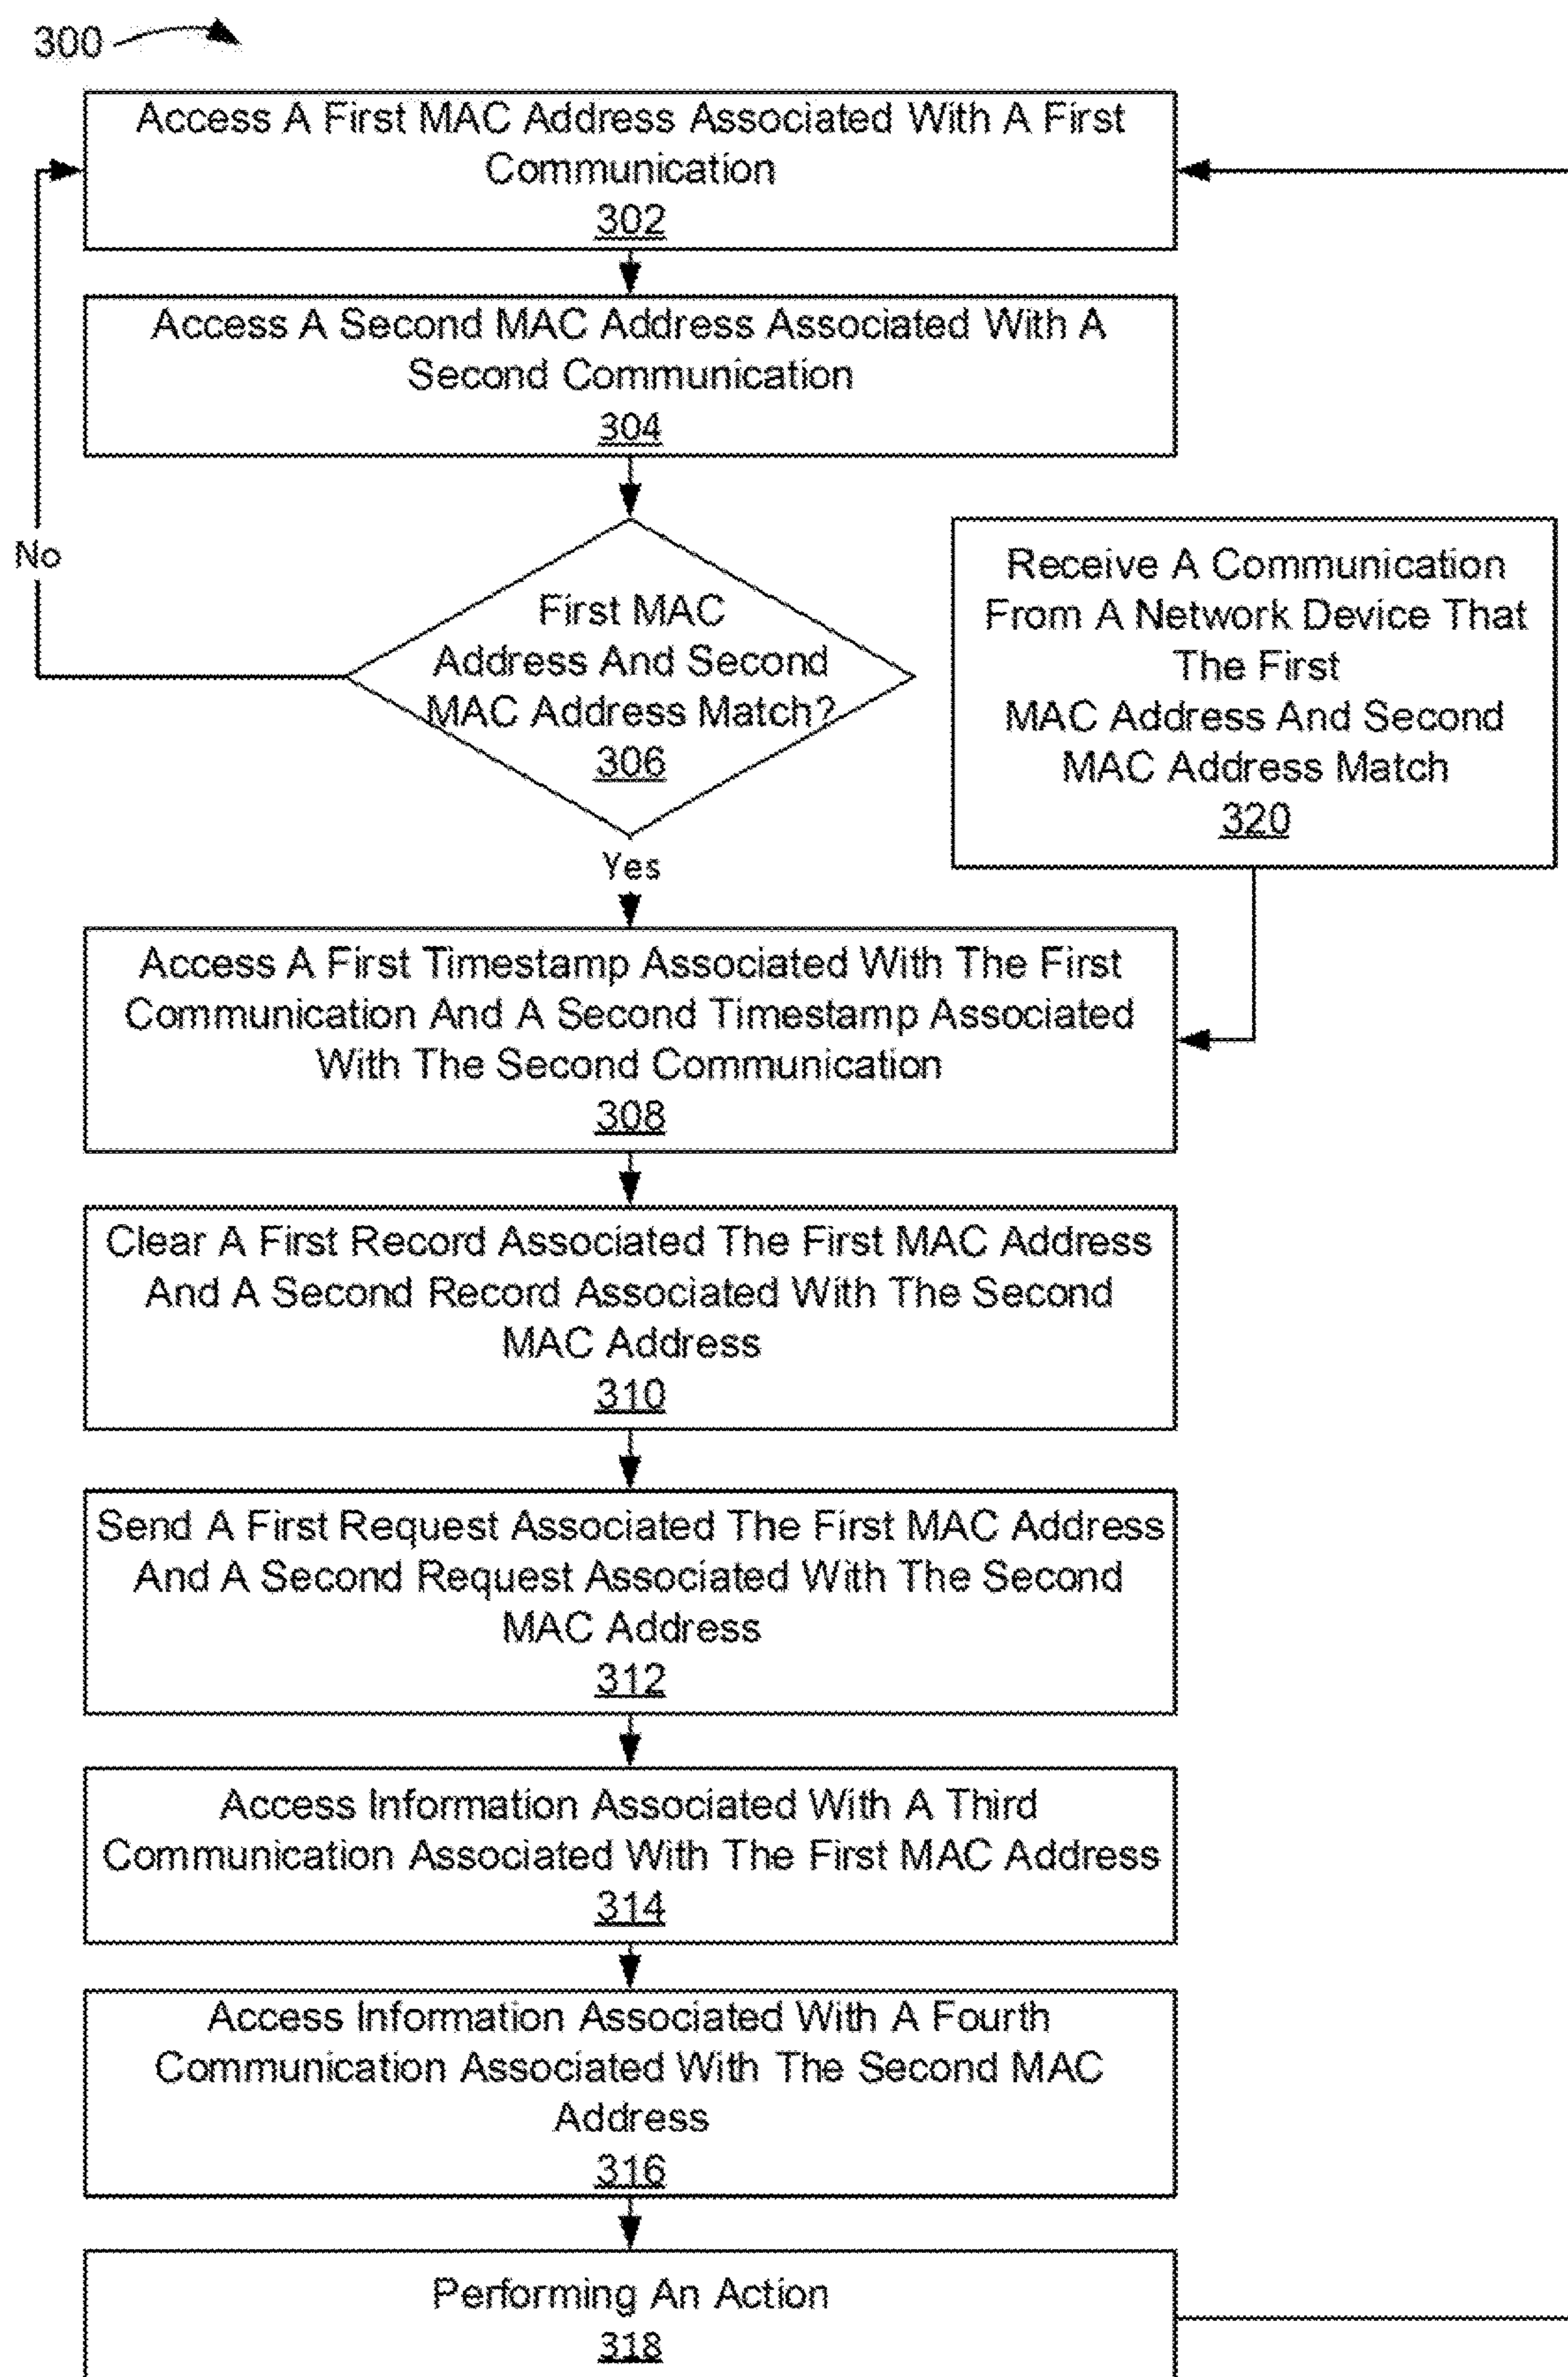 300
Access A First MAC Address Associated With A First
Communication
302
Access A Second MAC Address Associated With A
Second Communication
304
No
First MAC
Address And Second
MAC Address Match?
306
Receive A Communication
From A Network Device That
The First
MAC Address And Second
MAC Address Match
320
Yes
Access A First Timestamp Associated With The First
Communication And A Second Timestamp Associated
With The Second Communication
308
Clear A First Record Associated The First MAC Address
And A Second Record Associated With The Second
MAC Address
310
Send A First Request Associated The First MAC Address
And A Second Request Associated With The Second
MAC Address
312
Access Information Associated With A Third
Communication Associated With The First MAC Address
314
Access Information Associated With A Fourth
Communication Associated With The Second MAC
Address
316
Performing An Action
318